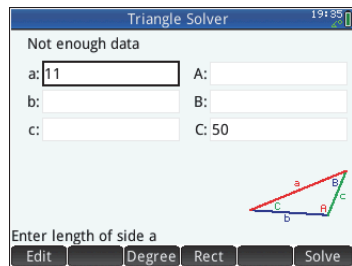 Triangle Solver 19:35
Not enough data
a: 11 A:
b: B:
c: C: 50
a B
C A c
b
Enter length of side a
Edit Degree Rect Solve